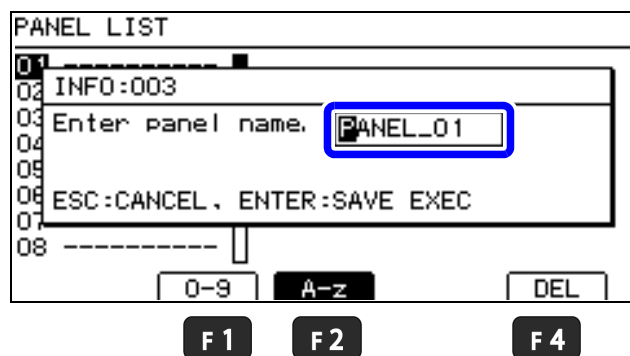 PANEL LIST
01 ----------
02 INFO:003
03 Enter panel name. PANEL_01
04
05
06 ESC:CANCEL, ENTER:SAVE EXEC
07
08 ----------
0-9 A-z DEL
F1 F2 F4